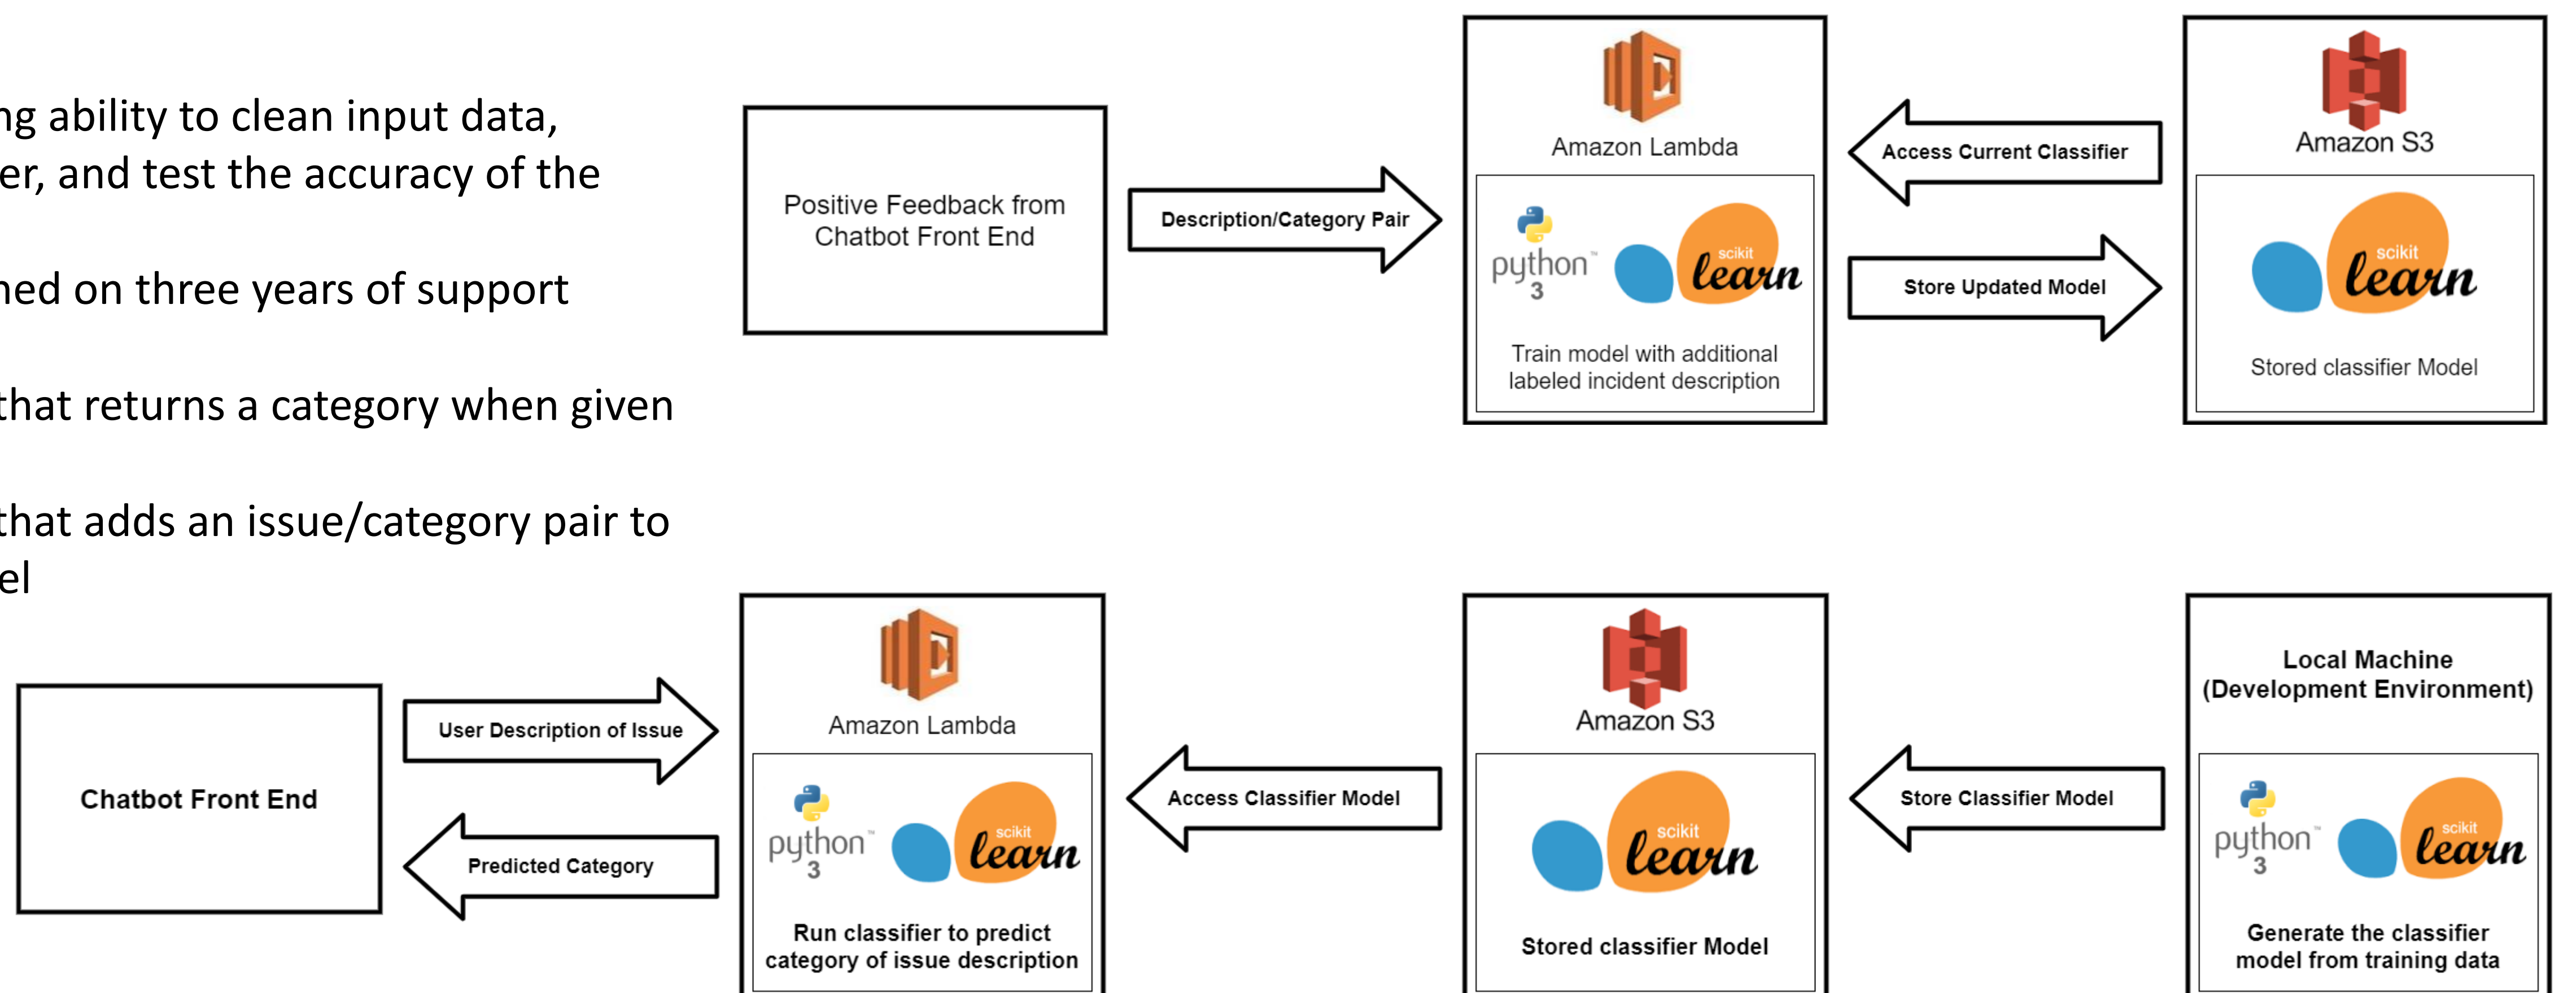 ng ability to clean input data,
er, and test the accuracy of the
ned on three years of support
that returns a category when given
that adds an issue/category pair to
el
Positive Feedback from
Chatbot Front End
Description/Category Pair
Amazon Lambda
python™
3
scikit
learn
Train model with additional
labeled incident description
Access Current Classifier
Store Updated Model
Amazon S3
scikit
learn
Stored classifier Model
Chatbot Front End
User Description of Issue
Predicted Category
Amazon Lambda
python™
3
scikit
learn
Run classifier to predict
category of issue description
Access Classifier Model
Amazon S3
scikit
learn
Stored classifier Model
Store Classifier Model
Local Machine
(Development Environment)
python™
3
scikit
learn
Generate the classifier
model from training data